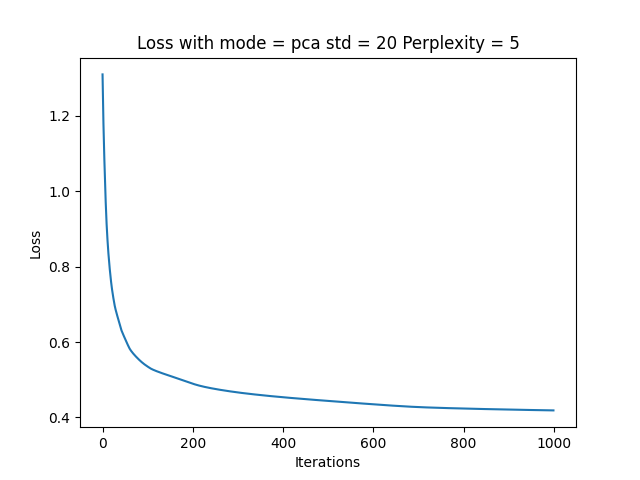 Loss with mode = pca std = 20 Perplexity = 5
Loss
1.2
1.0
0.8
0.6
0.4
0 200 400 600 800 1000
Iterations